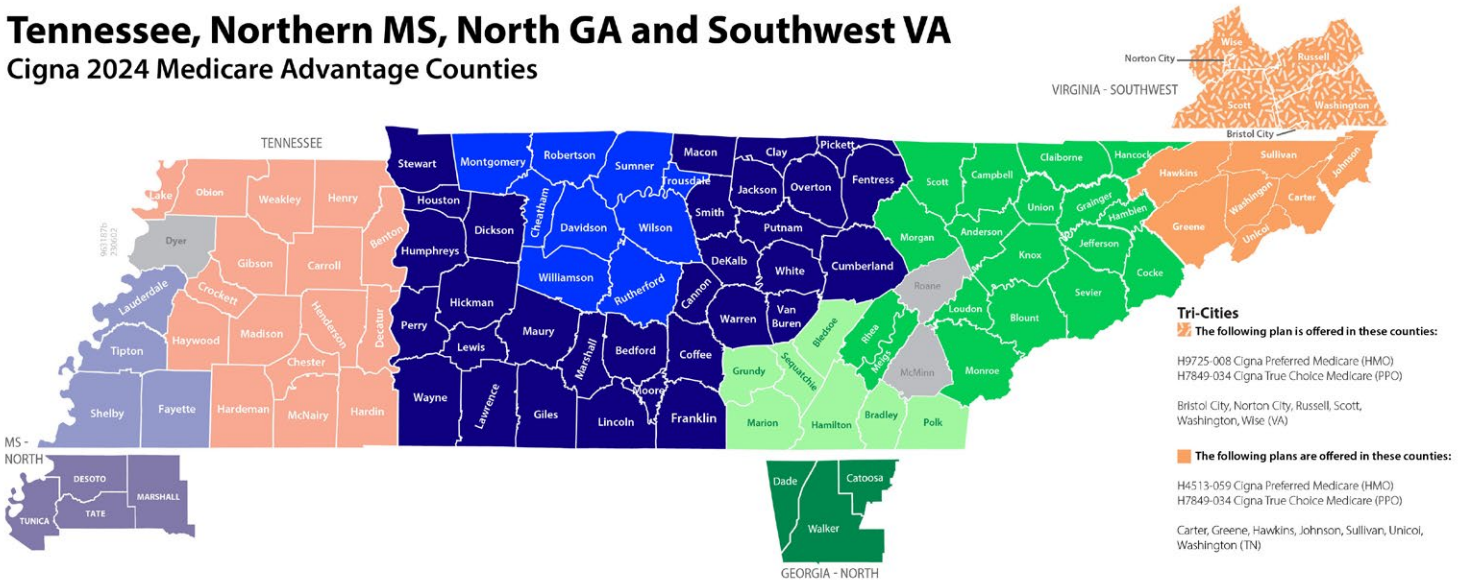 Tennessee, Northern MS, North GA and Southwest VA
Cigna 2024 Medicare Advantage Counties
Wise
Norton City
Russell
VIRGINIA - SOUTHWEST
Scott
Washington
Bristol City
TENNESSEE
Stewart
Montgomery
Robertson
Sumner
Macon
Clay
Pickett
Trousdale
Fentress
Scott
Campbell
Claiborne
Hancock
Hawkins
Sullivan
Johnson
Lake
Obion
Weakley
Henry
Houston
Cheatham
Smith
Jackson
Overton
Union
Grainger
Hamblen
Washingon
Carter
Dyer
Benton
Dickson
Davidson
Wilson
Putnam
Morgan
Anderson
Jefferson
Greene
Unicoi
963187b
230602
Gibson
Carroll
Humphreys
DeKalb
White
Cumberland
Knox
Cocke
Lauderdale
Crockett
Henderson
Decatur
Hickman
Williamson
Rutherford
Cannon
Roane
Loudon
Blount
Sevier
Tipton
Haywood
Madison
Chester
Perry
Lewis
Maury
Marshall
Bedford
Coffee
Warren
Van
Buren
Bledsoe
Rhea
Meigs
McMinn
Monroe
Shelby
Fayette
Hardeman
McNairy
Hardin
Wayne
Lawrence
Giles
Lincoln
Moore
Franklin
Grundy
Sequatchie
Marion
Hamilton
Bradley
Polk
MS -
NORTH
DESOTO
MARSHALL
TUNICA
TATE
Dade
Catoosa
Walker
GEORGIA - NORTH
Tri-Cities
The following plan is offered in these counties:
H9725-008 Cigna Preferred Medicare (HMO)
H7849-034 Cigna True Choice Medicare (PPO)
Bristol City, Norton City, Russell, Scott,
Washington, Wise (VA)
The following plans are offered in these counties:
H4513-059 Cigna Preferred Medicare (HMO)
H7849-034 Cigna True Choice Medicare (PPO)
Carter, Greene, Hawkins, Johnson, Sullivan, Unicoi,
Washington (TN)